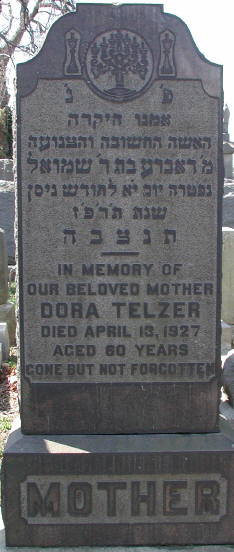 פ נ
אמנו היקרה
האשה החשובה והצנועה
מ' דאברע בת ר' שמואל
נפטרה יום יא לחודש ניסן
שנת תרפ״ז
ת נ צ ב ה
IN MEMORY OF
OUR BELOVED MOTHER
DORA TELZER
DIED APRIL 13, 1927
AGED 60 YEARS
GONE BUT NOT FORGOTTEN
MOTHER